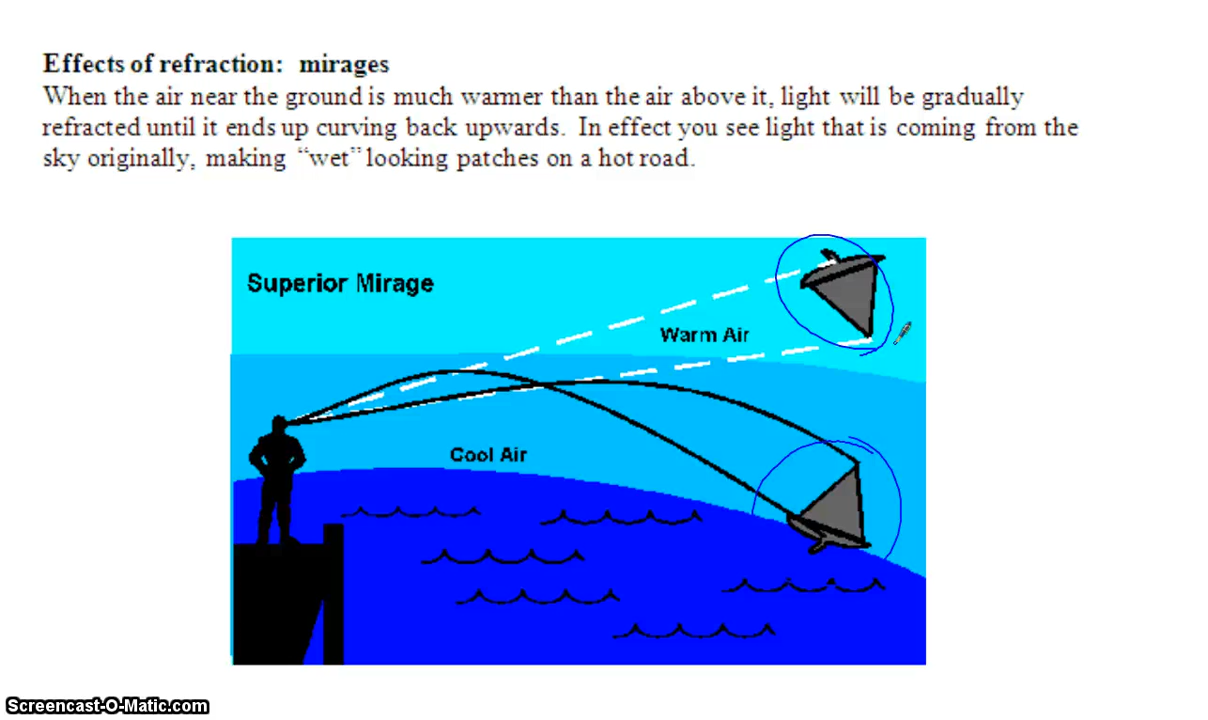 Effects of refraction: mirages
When the air near the ground is much warmer than the air above it, light will be gradually
refracted until it ends up curving back upwards. In effect you see light that is coming from the
sky originally, making “wet” looking patches on a hot road.
Superior Mirage
Warm Air
Cool Air
Screencast-O-Matic.com